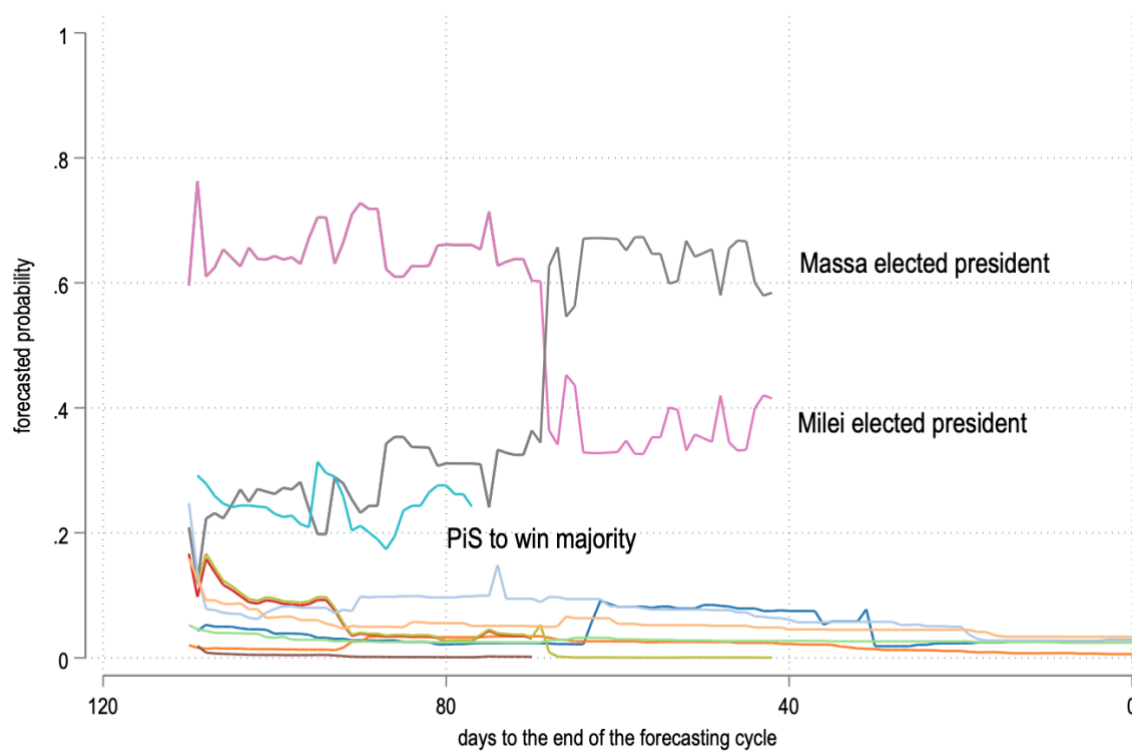 1
.8
.6
.4
.2
0
forecasted probability
Massa elected president
Milei elected president
PiS to win majority
120
80
40
0
days to the end of the forecasting cycle